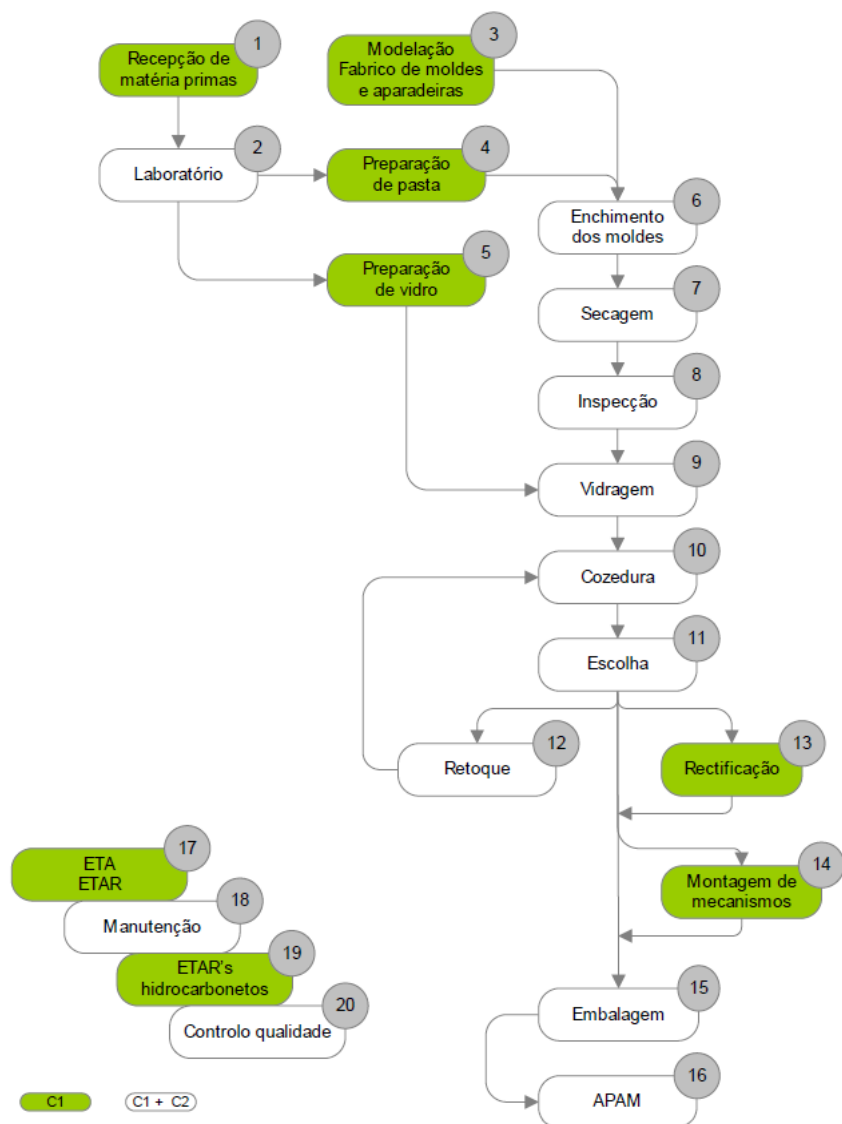 1
Recepção de
matéria primas
2
Laboratório
3
Modelação
Fabrico de moldes
e aparadeiras
4
Preparação
de pasta
5
Preparação
de vidro
6
Enchimento
dos moldes
7
Secagem
8
Inspecção
9
Vidragem
10
Cozedura
11
Escolha
12
Retoque
13
Rectificação
14
Montagem de
mecanismos
15
Embalagem
16
APAM
17
ETA
ETAR
18
Manutenção
19
ETAR's
hidrocarbonetos
20
Controlo qualidade
C1
C1 + C2